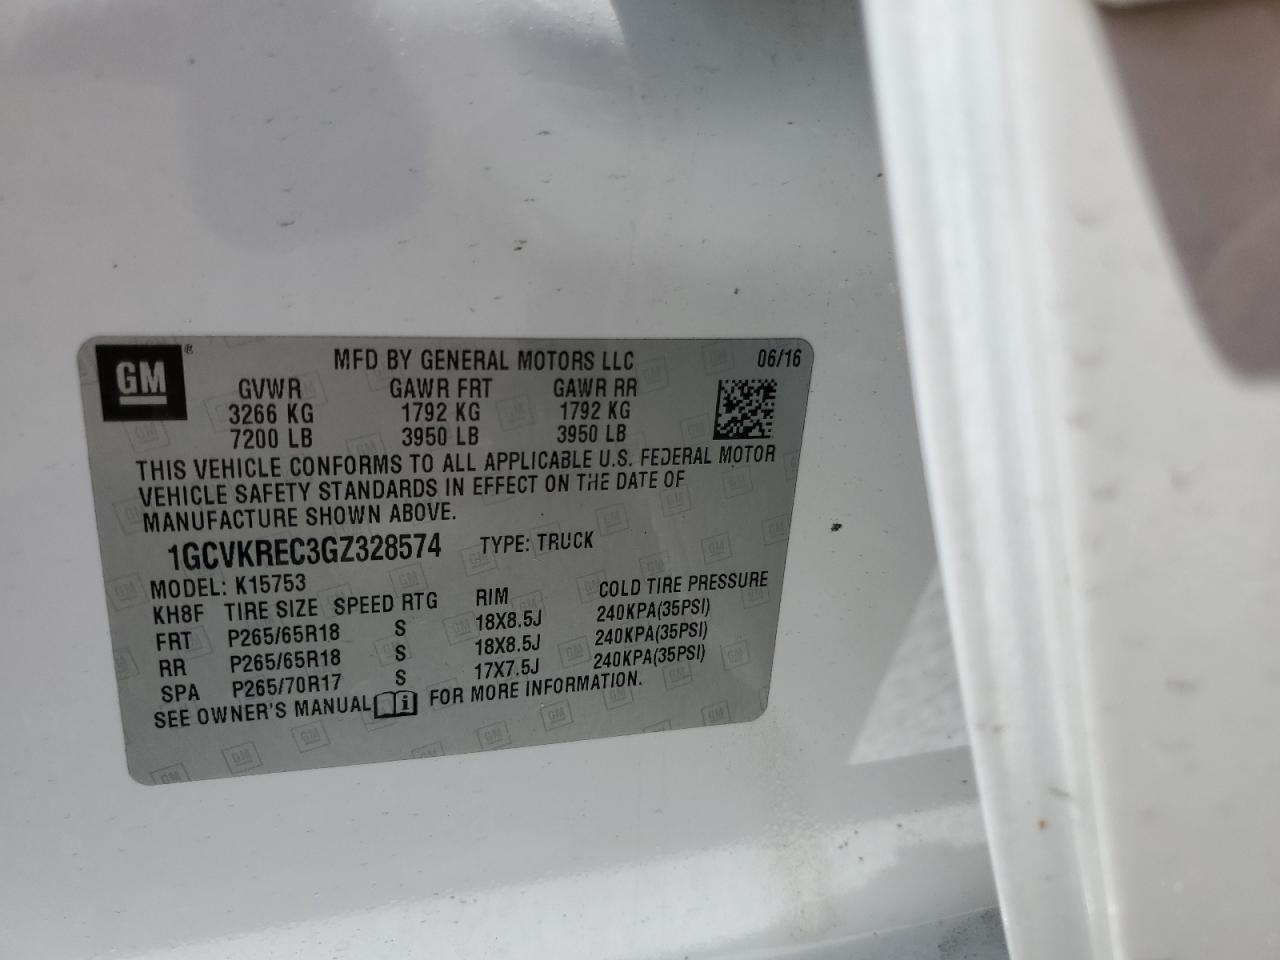 GM ® MFD BY GENERAL MOTORS LLC 06/16
GVWR GAWR FRT GAWR RR
3266 KG 1792 KG 1792 KG
7200 LB 3950 LB 3950 LB
THIS VEHICLE CONFORMS TO ALL APPLICABLE U.S. FEDERAL MOTOR
VEHICLE SAFETY STANDARDS IN EFFECT ON THE DATE OF
MANUFACTURE SHOWN ABOVE.
1GCVKREC3GZ328574 TYPE: TRUCK
MODEL: K15753
KH8F TIRE SIZE SPEED RTG RIM COLD TIRE PRESSURE
FRT P265/65R18 S 18X8.5J 240KPA(35PSI)
RR P265/65R18 S 18X8.5J 240KPA(35PSI)
SPA P265/70R17 S 17X7.5J 240KPA(35PSI)
SEE OWNER'S MANUAL i FOR MORE INFORMATION.